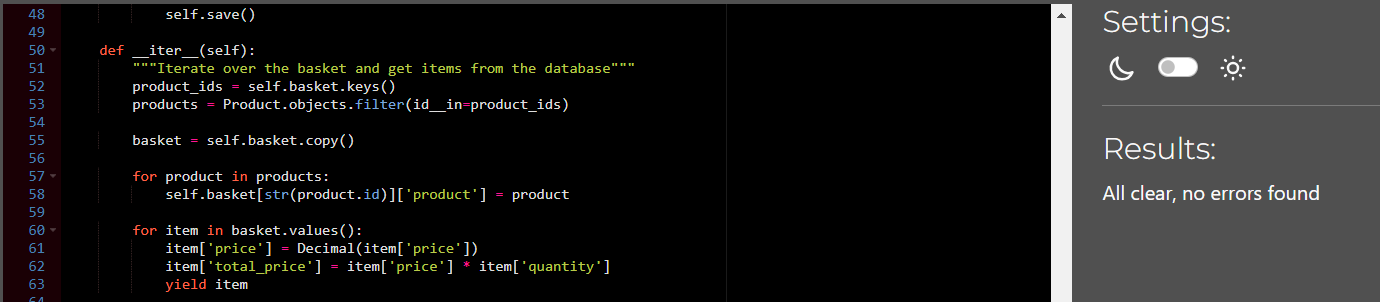 48 self.save()
49
50 def __iter__(self):
51 """Iterate over the basket and get items from the database"""
52 product_ids = self.basket.keys()
53 products = Product.objects.filter(id__in=product_ids)
54
55 basket = self.basket.copy()
56
57 for product in products:
58 self.basket[str(product.id)]['product'] = product
59
60 for item in basket.values():
61 item['price'] = Decimal(item['price'])
62 item['total_price'] = item['price'] * item['quantity']
63 yield item
64
Settings:
Results:
All clear, no errors found